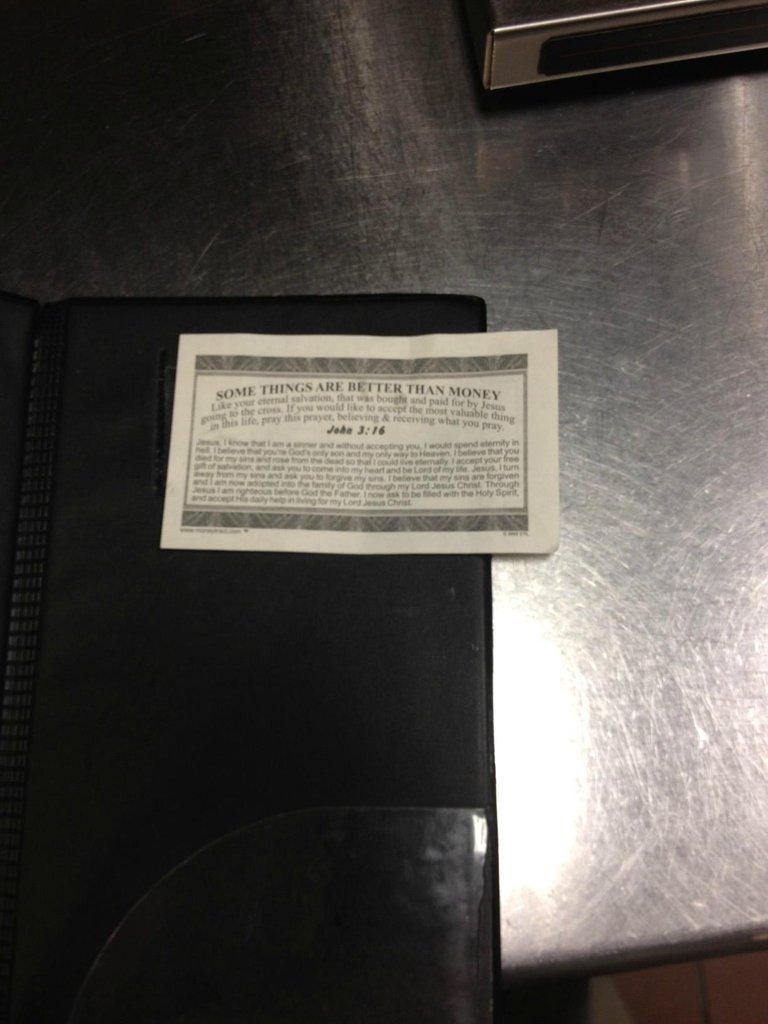 SOME THINGS ARE BETTER THAN MONEY
Like your eternal salvation, that was bought and paid for by Jesus
going to the cross. If you would like to accept the most valuable thing
in this life, pray this prayer, believing & receiving what you pray.
John 3:16
Jesus, I know that I am a sinner and without accepting you, I would spend eternity in
hell. I believe that you're God's only son and my only way to Heaven. I believe that you
died for my sins and rose from the dead so that I could live eternally. I accept your free
gift of salvation, and ask you to come into my heart and be Lord of my life. Jesus, I turn
away from my sins and ask you to forgive my sins. I believe that my sins are forgiven
and I am now adopted into the family of God through my Lord Jesus Christ. Through
Jesus I am righteous before God the Father. I now ask to be filled with the Holy Spirit,
and accept His daily help in living for my Lord Jesus Christ.
www.moneytract.com ™